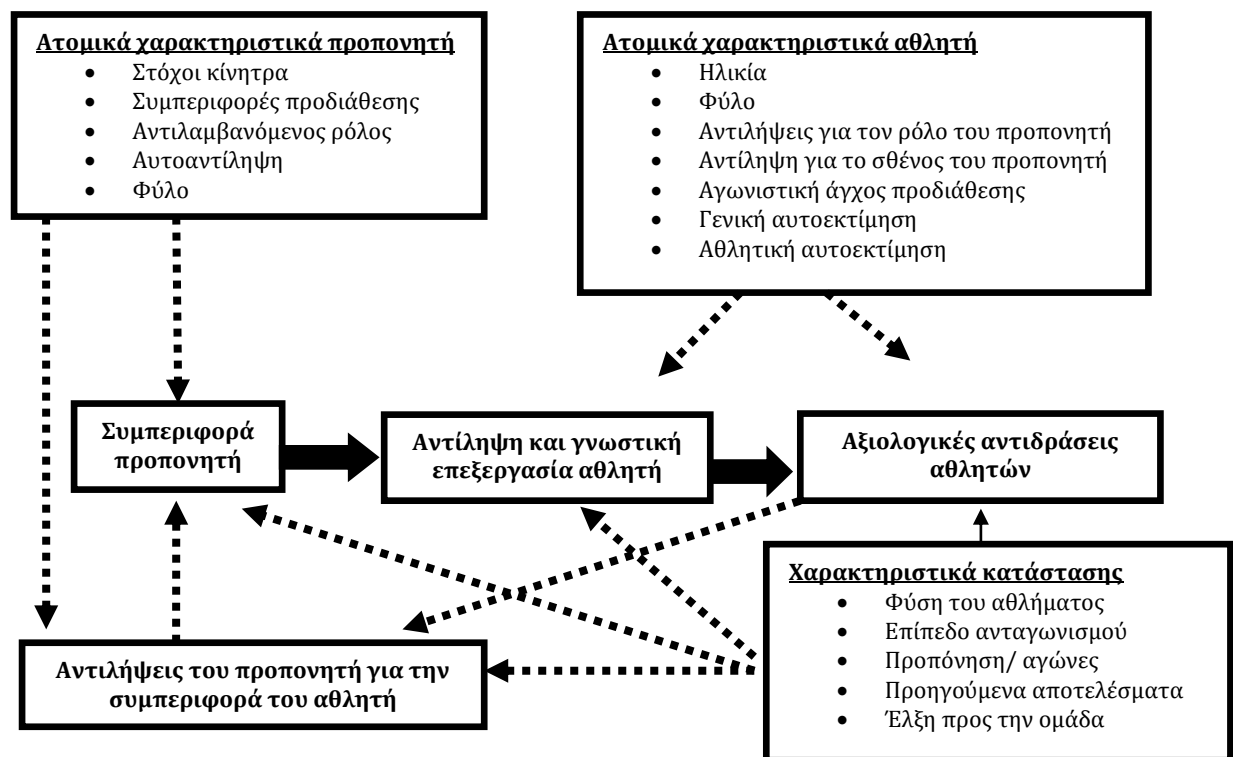 Ατομικά χαρακτηριστικά προπονητή
• Στόχοι κίνητρα
• Συμπεριφορές προδιάθεσης
• Αντιλαμβανόμενος ρόλος
• Αυτοαντίληψη
• Φύλο
Ατομικά χαρακτηριστικά αθλητή
• Ηλικία
• Φύλο
• Αντιλήψεις για τον ρόλο του προπονητή
• Αντίληψη για το σθένος του προπονητή
• Αγωνιστική άγχος προδιάθεσης
• Γενική αυτοεκτίμηση
• Αθλητική αυτοεκτίμηση
Συμπεριφορά
προπονητή
Αντίληψη και γνωστική
επεξεργασία αθλητή
Αξιολογικές αντιδράσεις
αθλητών
Αντιλήψεις του προπονητή για την
συμπεριφορά του αθλητή
Χαρακτηριστικά κατάστασης
• Φύση του αθλήματος
• Επίπεδο ανταγωνισμού
• Προπόνηση/ αγώνες
• Προηγούμενα αποτελέσματα
• Έλξη προς την ομάδα